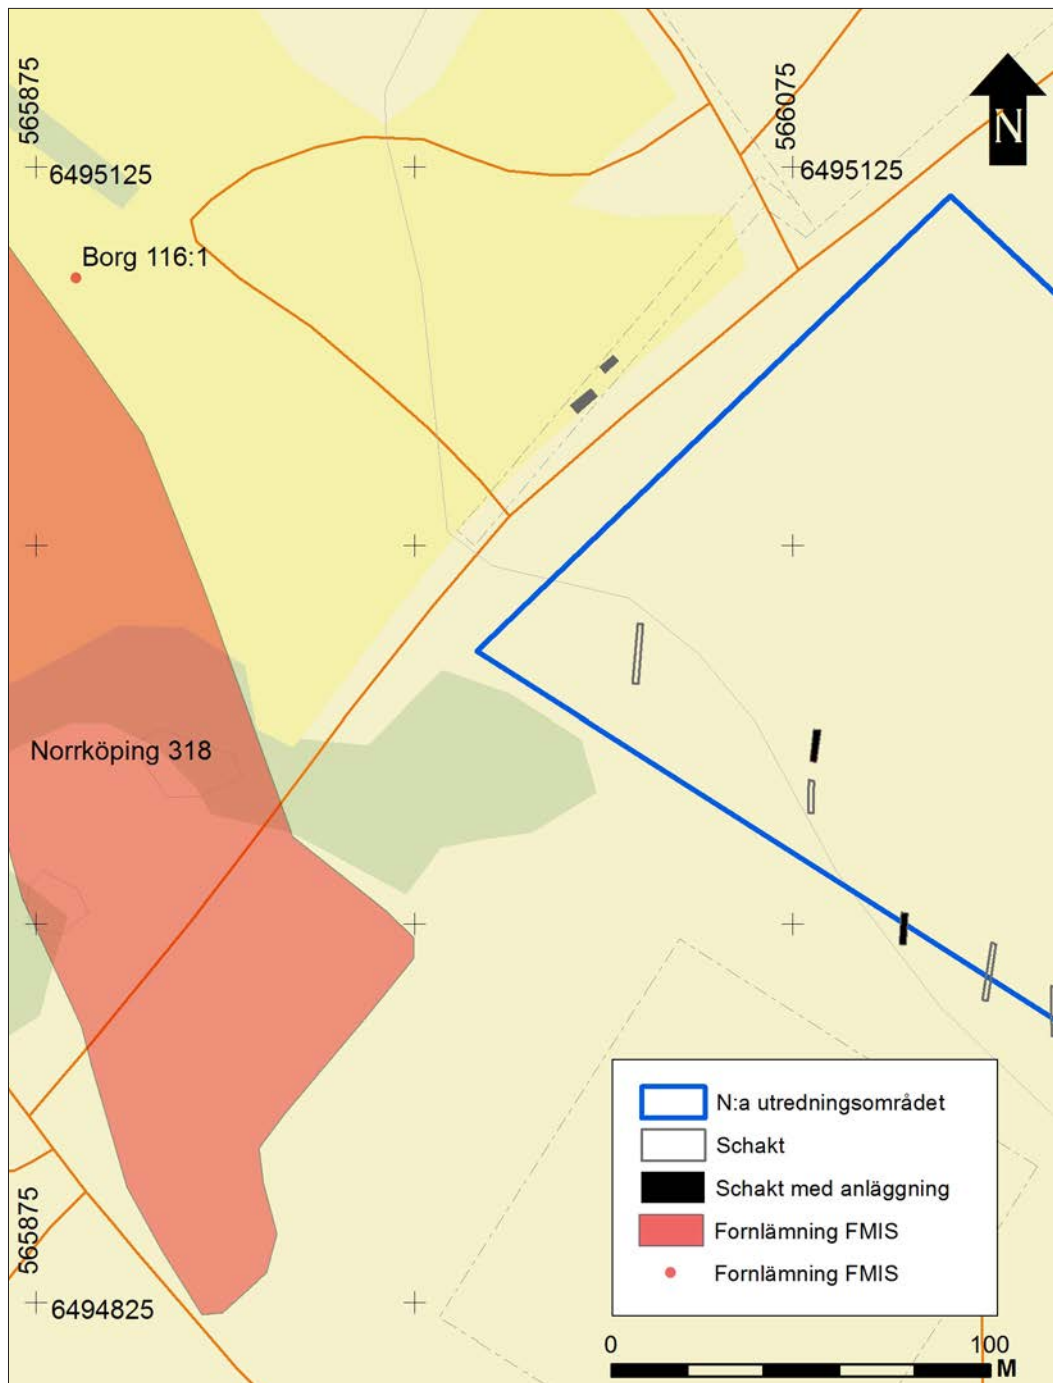 565875
566075
N
6495125
6495125
Borg 116:1
Norrköping 318
N:a utredningsområdet
Schakt
Schakt med anläggning
Fornlämning FMIS
Fornlämning FMIS
565875
6494825
0
100
M